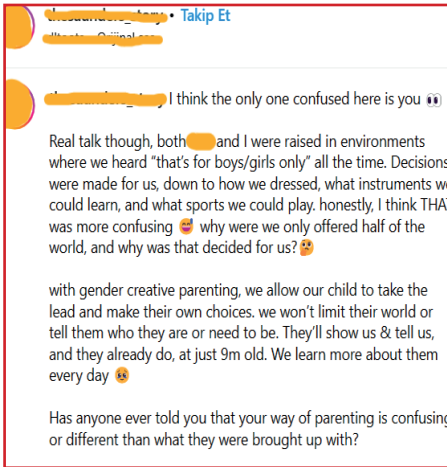 • Takip Et
I think the only one confused here is you 👀
Real talk though, both and I were raised in environments
where we heard “that's for boys/girls only” all the time. Decisions
were made for us, down to how we dressed, what instruments we
could learn, and what sports we could play. honestly, I think THAT
was more confusing 😅 why were we only offered half of the
world, and why was that decided for us? 🤔
with gender creative parenting, we allow our child to take the
lead and make their own choices. we won't limit their world or
tell them who they are or need to be. They'll show us & tell us,
and they already do, at just 9m old. We learn more about them
every day 🥹
Has anyone ever told you that your way of parenting is confusing
or different than what they were brought up with?